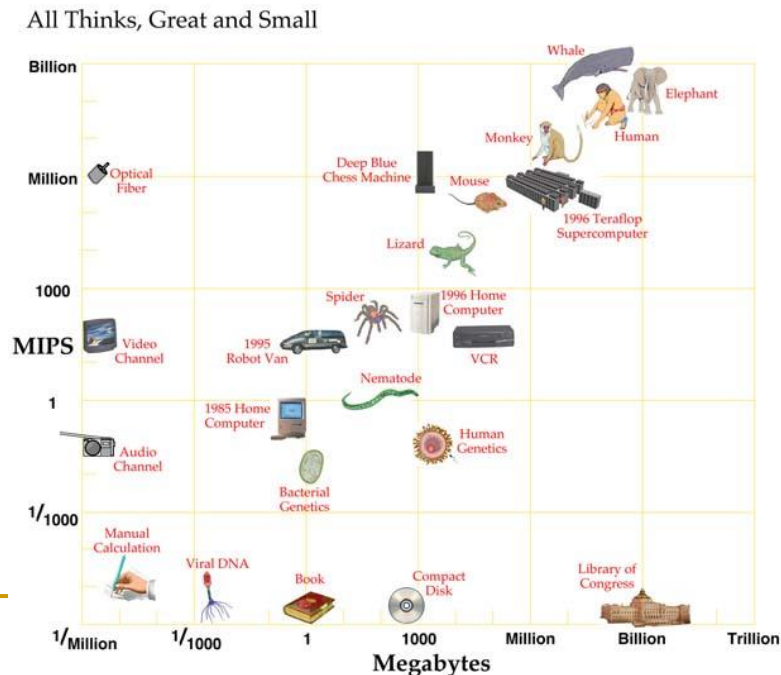 All Thinks, Great and Small
Billion
Whale
Elephant
Human
Monkey
Million
Optical
Fiber
Deep Blue
Chess Machine
Mouse
1996 Teraflop
Supercomputer
Lizard
1000
Spider
1996 Home
Computer
MIPS
Video
Channel
1995
Robot Van
VCR
Nematode
1
1985 Home
Computer
Audio
Channel
Human
Genetics
Bacterial
Genetics
1/1000
Manual
Calculation
Viral DNA
Book
Compact
Disk
Library of
Congress
1/Million
1/1000
1
1000
Million
Billion
Trillion
Megabytes